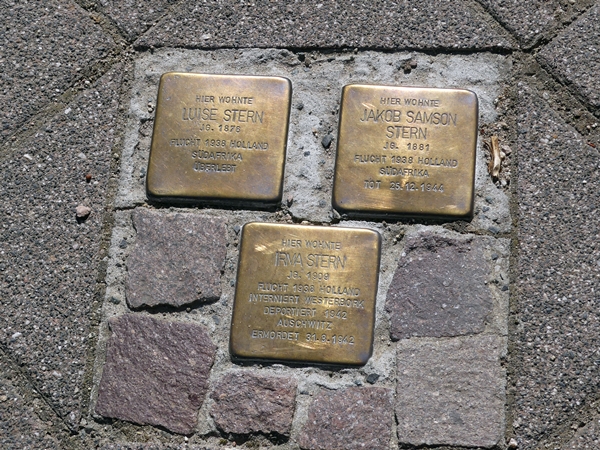 HIER WOHNTE
LUISE STERN
JG. 1876
FLUCHT 1938 HOLLAND
SÜDAFRIKA
ÜBERLEBT
HIER WOHNTE
JAKOB SAMSON
STERN
JG. 1881
FLUCHT 1938 HOLLAND
SÜDAFRIKA
TOT 25.12.1944
HIER WOHNTE
IRMA STERN
JG. 1909
FLUCHT 1938 HOLLAND
INTERNIERT WESTERBORK
DEPORTIERT 1942
AUSCHWITZ
ERMORDET 31.8.1942